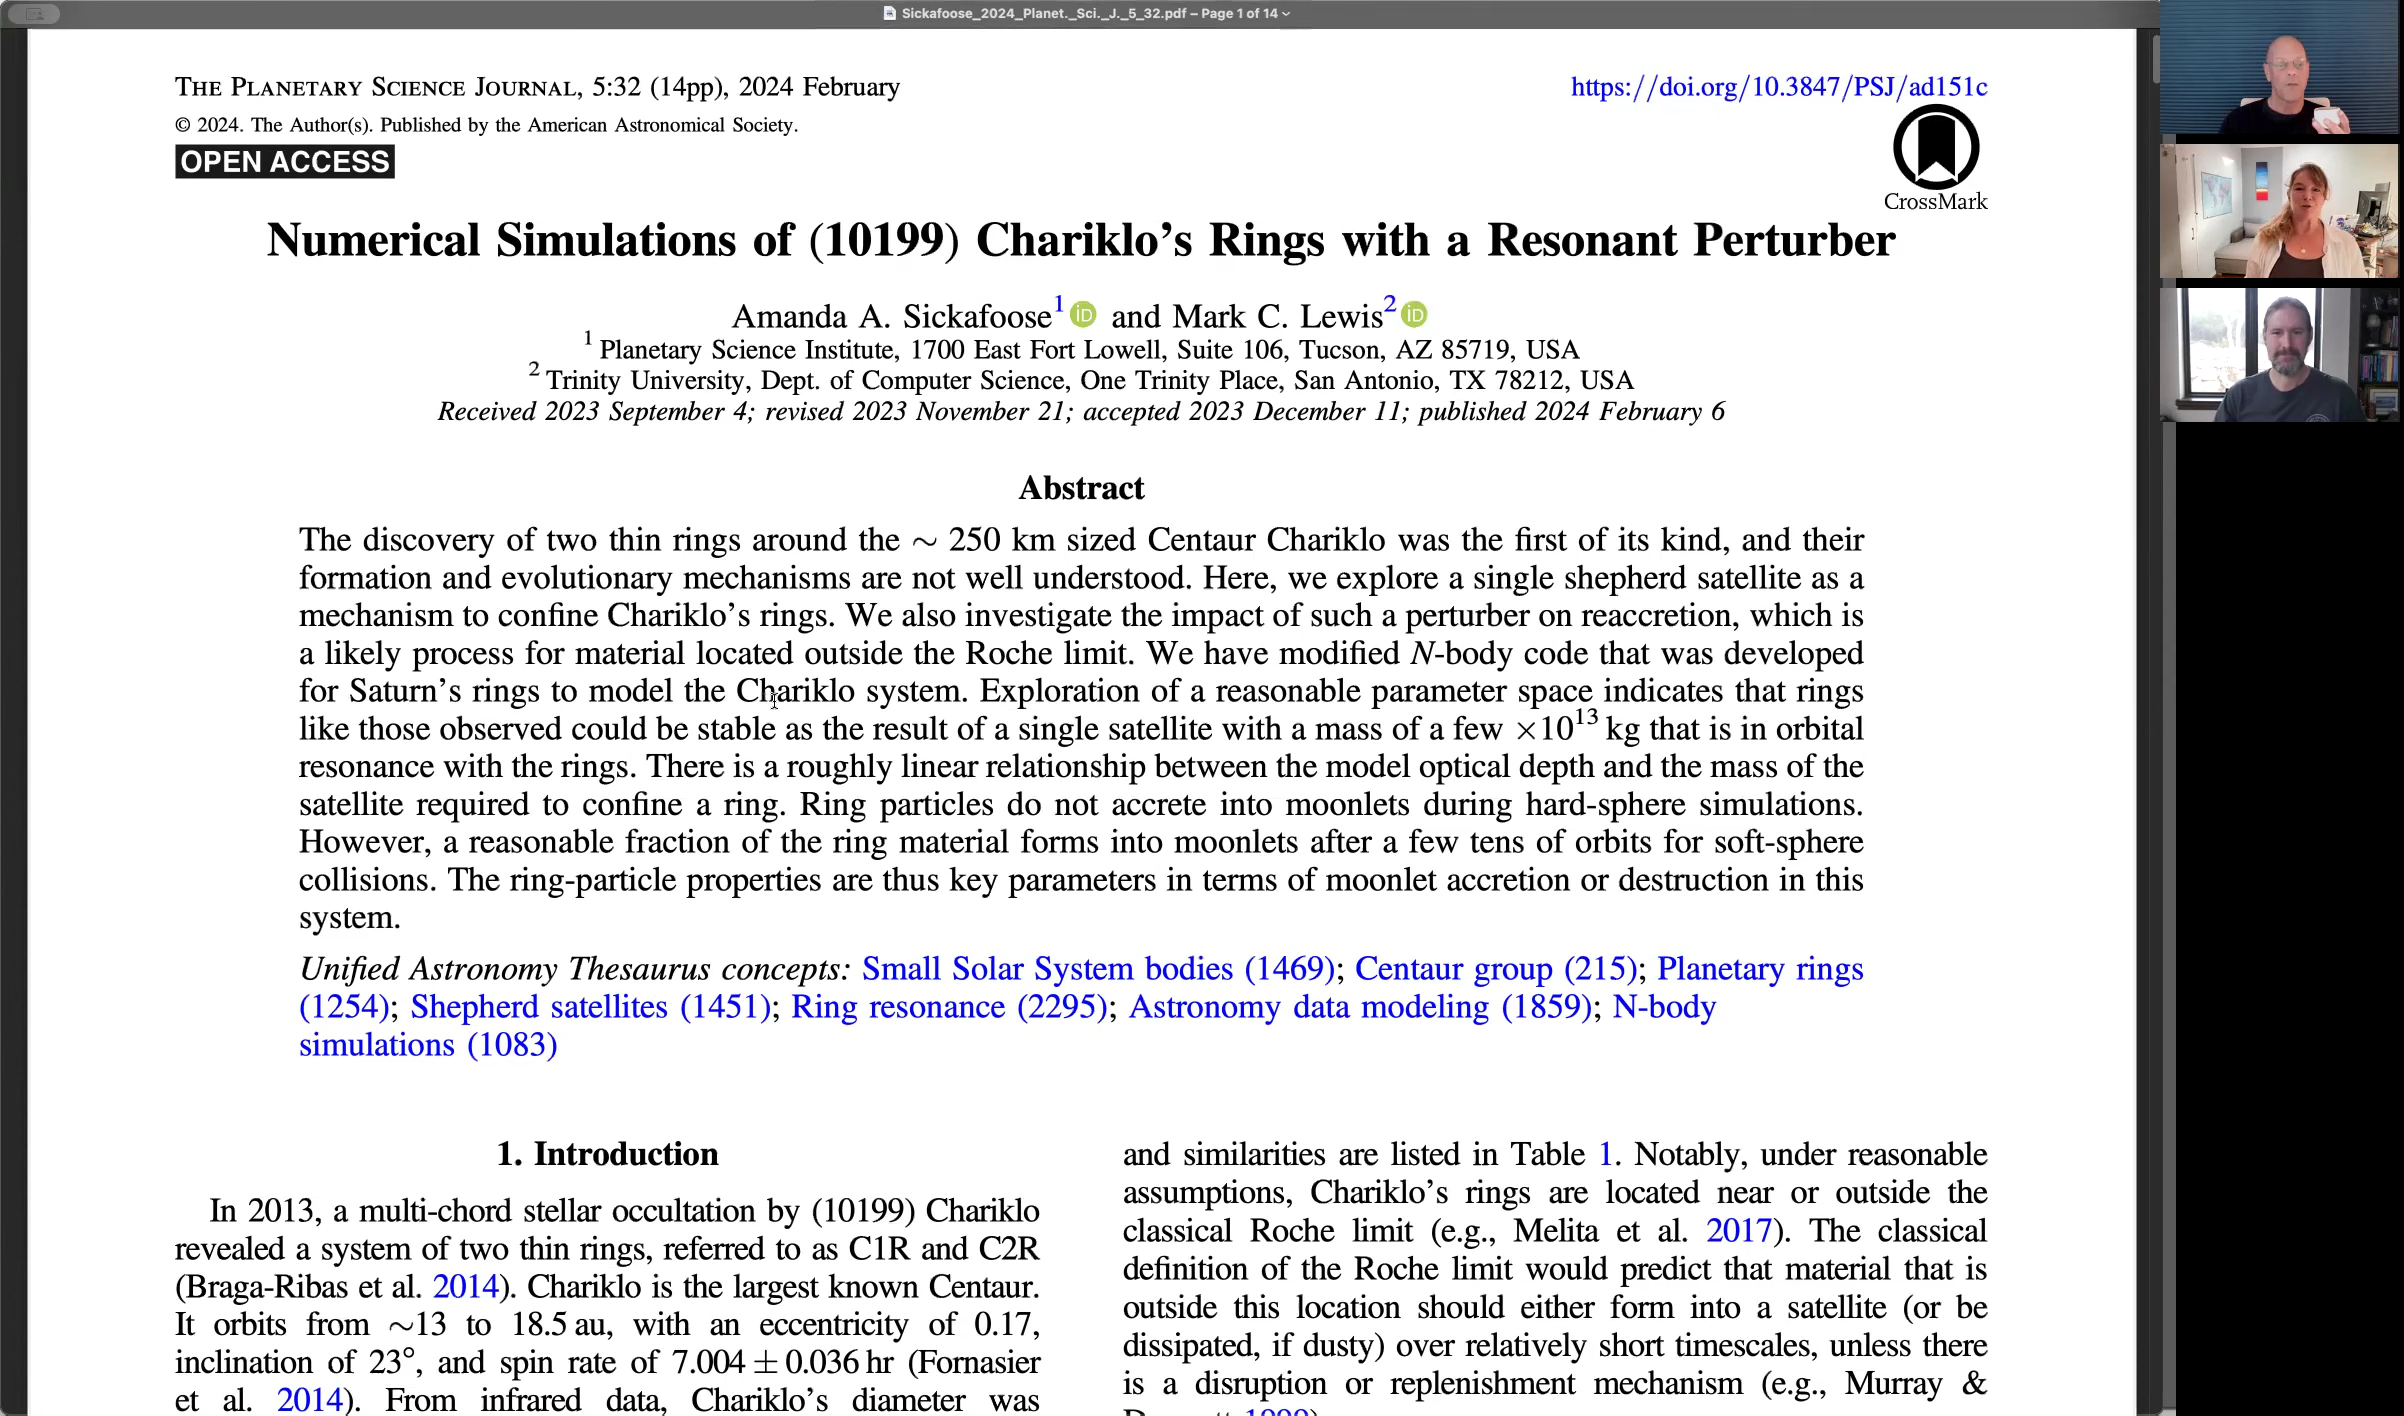 Sickafoose_2024_Planet._Sci._J._5_32.pdf – Page 1 of 14
THE PLANETARY SCIENCE JOURNAL, 5:32 (14pp), 2024 February
https://doi.org/10.3847/PSJ/ad151c
© 2024. The Author(s). Published by the American Astronomical Society.
OPEN ACCESS
CrossMark
Numerical Simulations of (10199) Chariklo’s Rings with a Resonant Perturber
Amanda A. Sickafoose1 iD and Mark C. Lewis2 iD
1 Planetary Science Institute, 1700 East Fort Lowell, Suite 106, Tucson, AZ 85719, USA
2 Trinity University, Dept. of Computer Science, One Trinity Place, San Antonio, TX 78212, USA
Received 2023 September 4; revised 2023 November 21; accepted 2023 December 11; published 2024 February 6
Abstract
The discovery of two thin rings around the ∼ 250 km sized Centaur Chariklo was the first of its kind, and their
formation and evolutionary mechanisms are not well understood. Here, we explore a single shepherd satellite as a
mechanism to confine Chariklo’s rings. We also investigate the impact of such a perturber on reaccretion, which is
a likely process for material located outside the Roche limit. We have modified N-body code that was developed
for Saturn’s rings to model the Chariklo system. Exploration of a reasonable parameter space indicates that rings
like those observed could be stable as the result of a single satellite with a mass of a few ×10^13 kg that is in orbital
resonance with the rings. There is a roughly linear relationship between the model optical depth and the mass of the
satellite required to confine a ring. Ring particles do not accrete into moonlets during hard-sphere simulations.
However, a reasonable fraction of the ring material forms into moonlets after a few tens of orbits for soft-sphere
collisions. The ring-particle properties are thus key parameters in terms of moonlet accretion or destruction in this
system.
Unified Astronomy Thesaurus concepts: Small Solar System bodies (1469); Centaur group (215); Planetary rings
(1254); Shepherd satellites (1451); Ring resonance (2295); Astronomy data modeling (1859); N-body
simulations (1083)
1. Introduction
In 2013, a multi-chord stellar occultation by (10199) Chariklo
revealed a system of two thin rings, referred to as C1R and C2R
(Braga-Ribas et al. 2014). Chariklo is the largest known Centaur.
It orbits from ∼13 to 18.5 au, with an eccentricity of 0.17,
inclination of 23°, and spin rate of 7.004 ± 0.036 hr (Fornasier
et al. 2014). From infrared data, Chariklo’s diameter was
and similarities are listed in Table 1. Notably, under reasonable
assumptions, Chariklo’s rings are located near or outside the
classical Roche limit (e.g., Melita et al. 2017). The classical
definition of the Roche limit would predict that material that is
outside this location should either form into a satellite (or be
dissipated, if dusty) over relatively short timescales, unless there
is a disruption or replenishment mechanism (e.g., Murray &